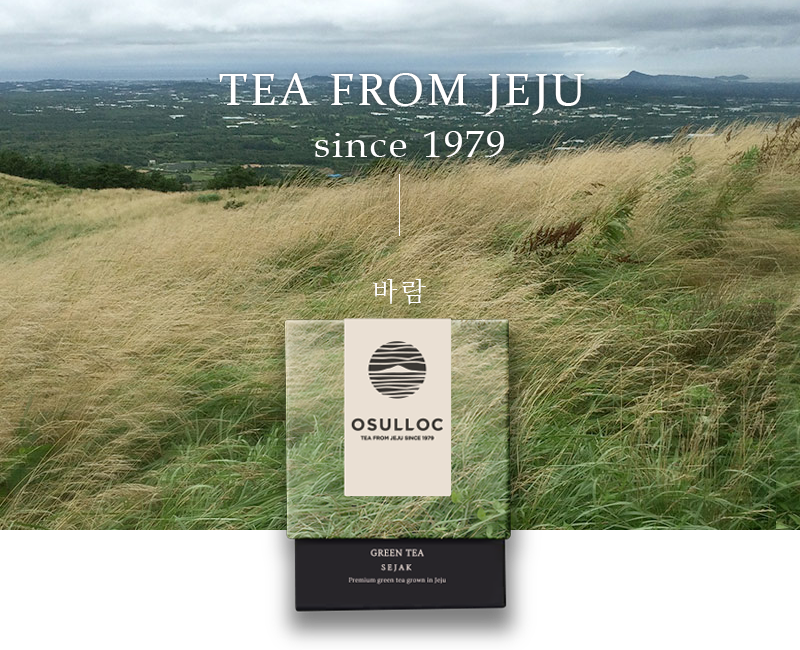 TEA FROM JEJU
since 1979
바람
OSULLOC
TEA FROM JEJU SINCE 1979
GREEN TEA
SEJAK
Premium green tea grown in Jeju